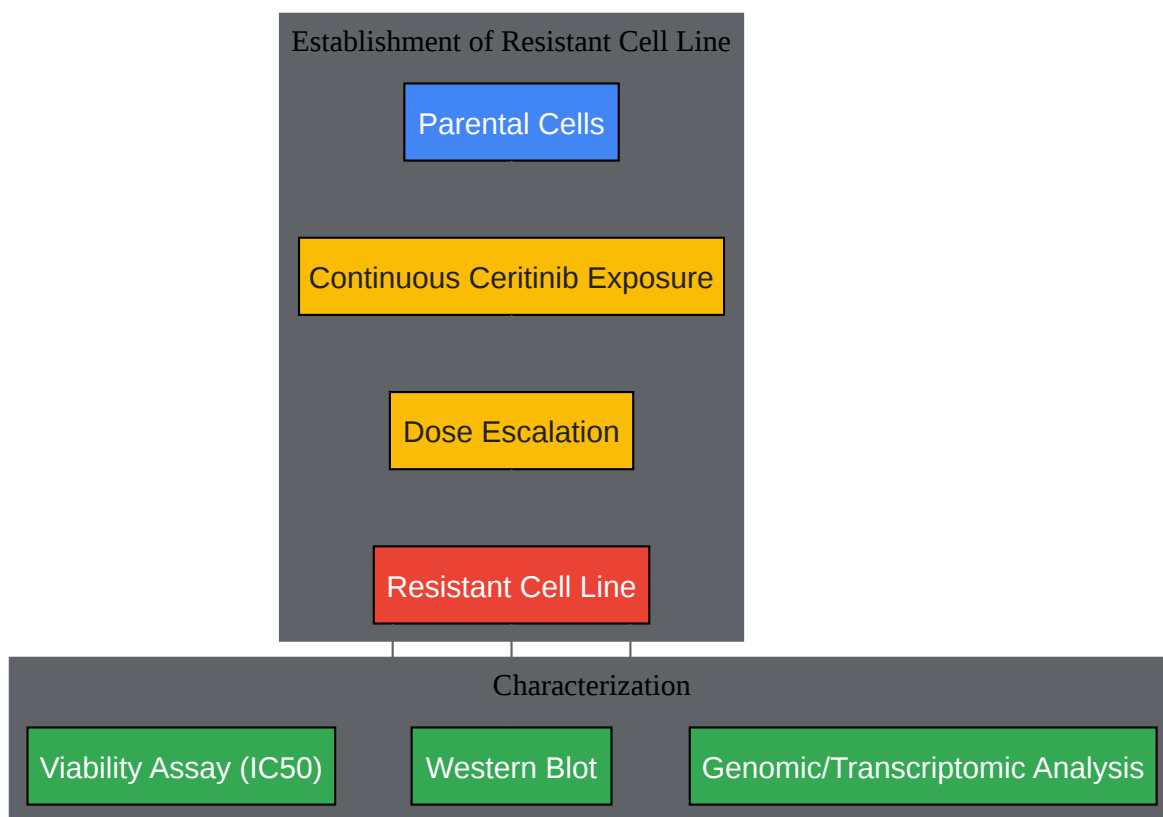 Establishment of Resistant Cell Line
Parental Cells
Continuous Ceritinib Exposure
Dose Escalation
Resistant Cell Line
Characterization
Viability Assay (IC50)
Western Blot
Genomic/Transcriptomic Analysis